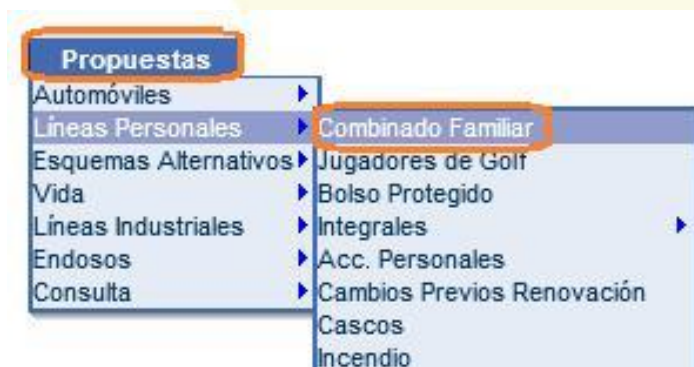 Propuestas
Automóviles
Líneas Personales
Esquemas Alternativos
Vida
Líneas Industriales
Endosos
Consulta
Combinado Familiar
Jugadores de Golf
Bolso Protegido
Integrales
Acc. Personales
Cambios Previos Renovación
Cascos
Incendio